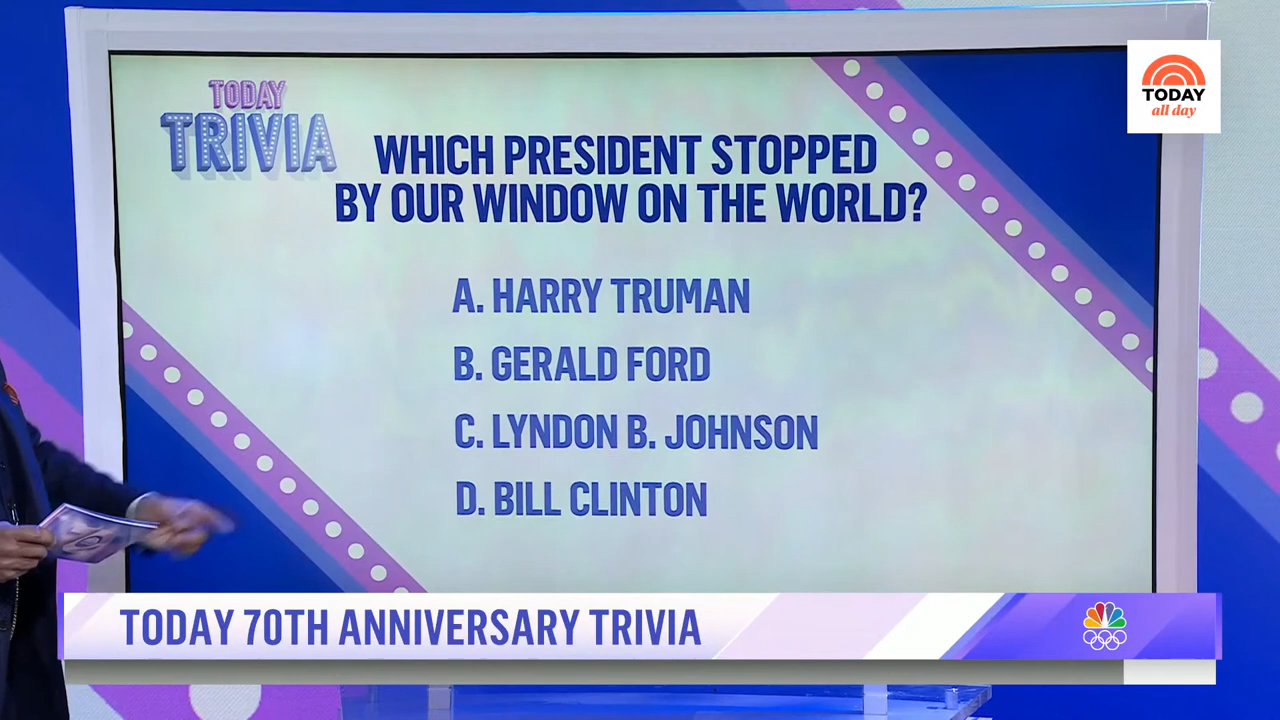 TODAY
all day
TODAY
TRIVIA
WHICH PRESIDENT STOPPED
BY OUR WINDOW ON THE WORLD?
A. HARRY TRUMAN
B. GERALD FORD
C. LYNDON B. JOHNSON
D. BILL CLINTON
TODAY 70TH ANNIVERSARY TRIVIA